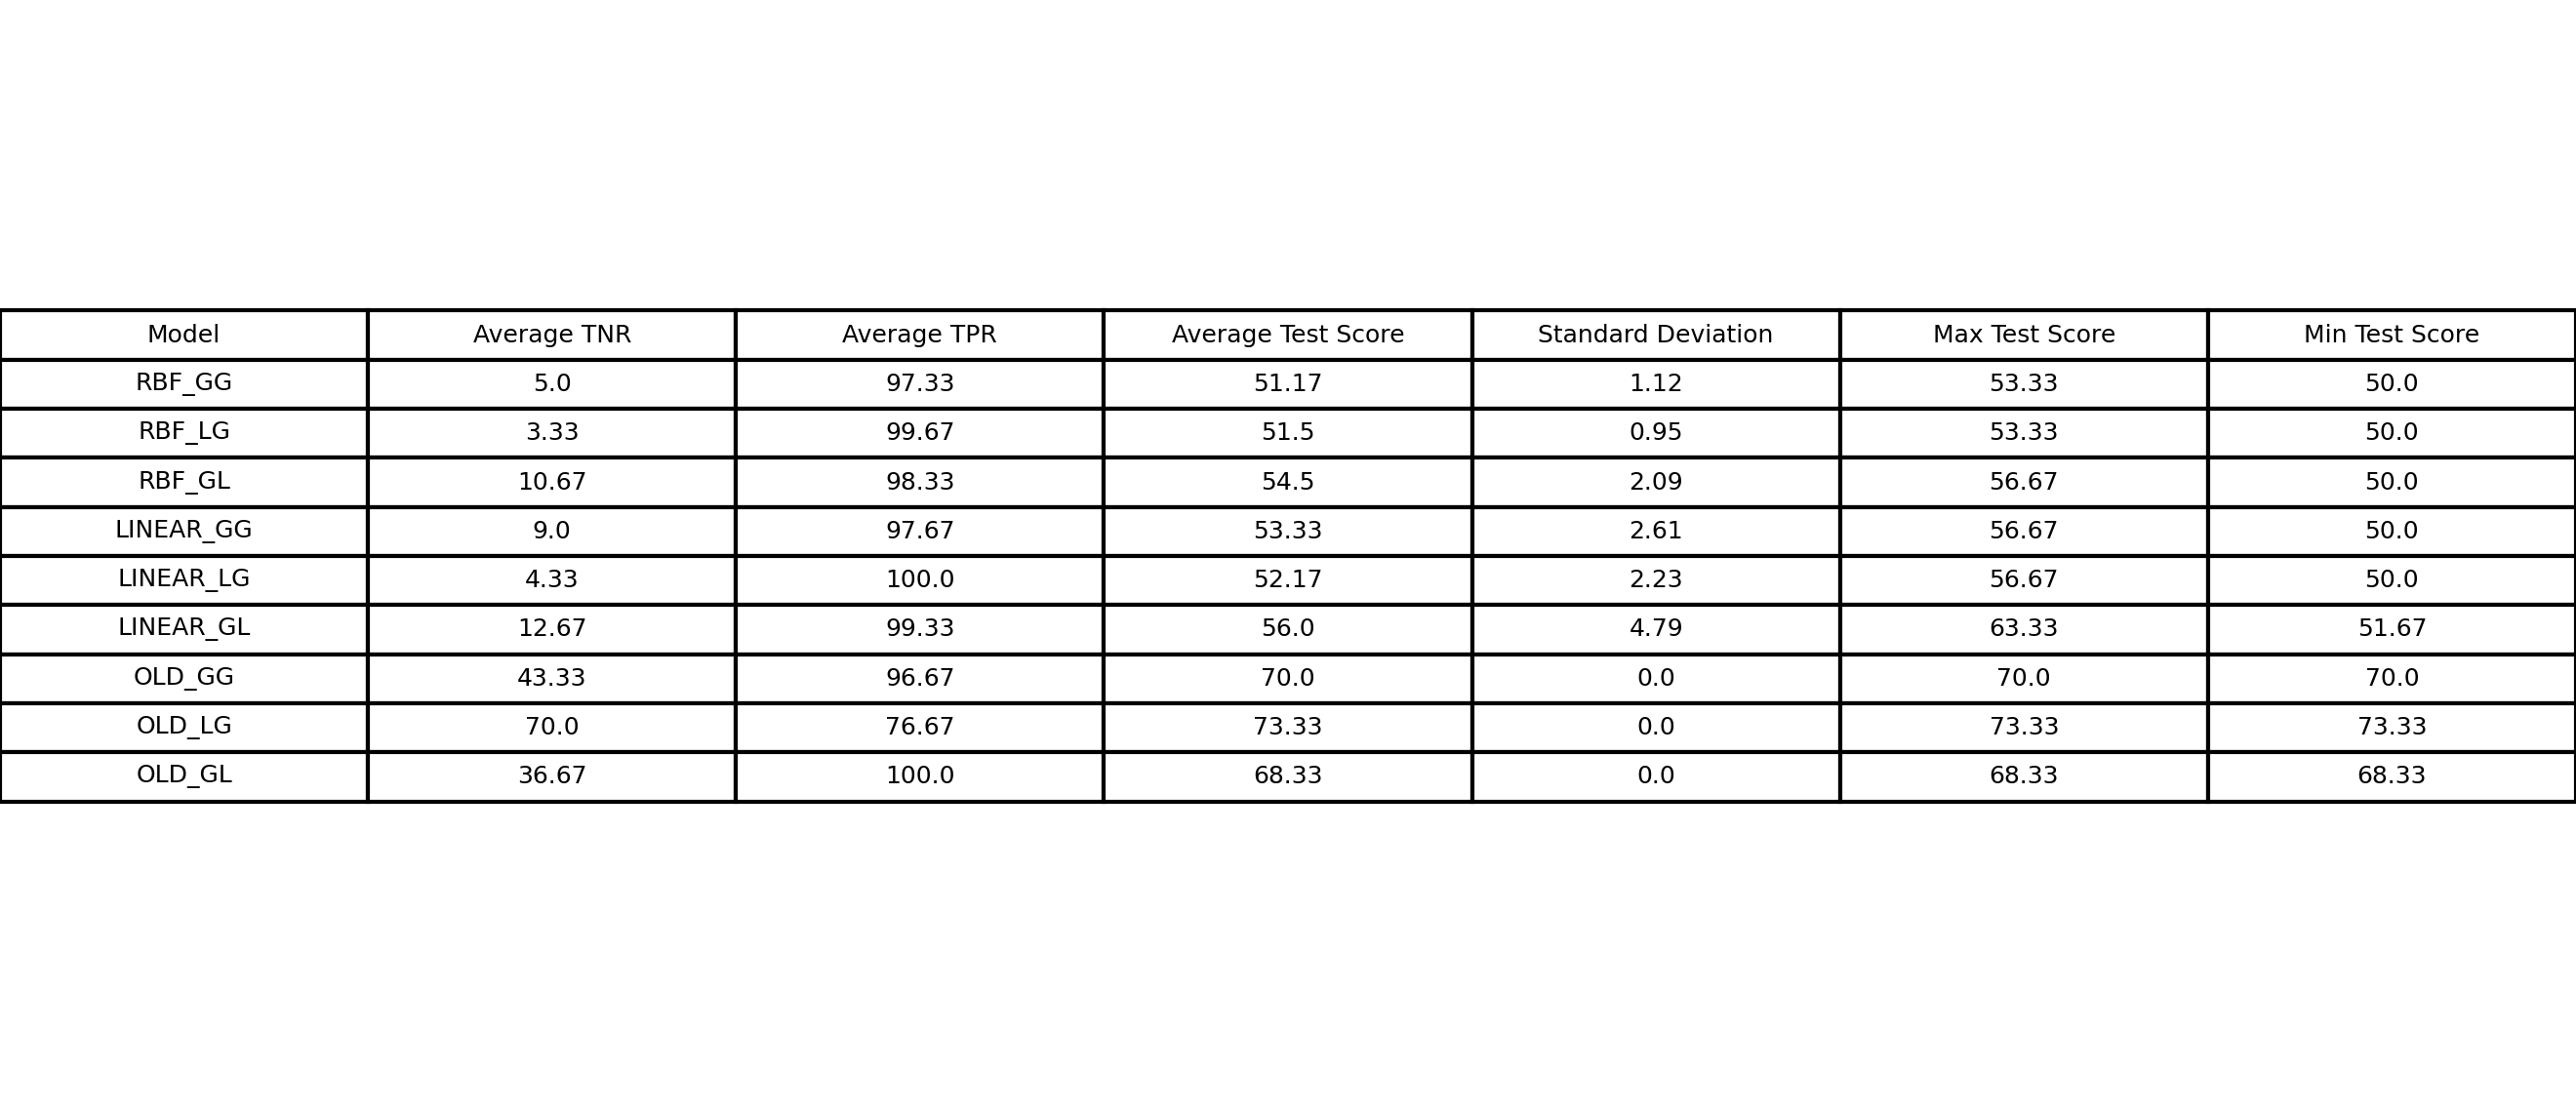 Model Average TNR Average TPR Average Test Score Standard Deviation Max Test Score Min Test Score
RBF_GG 5.0 97.33 51.17 1.12 53.33 50.0
RBF_LG 3.33 99.67 51.5 0.95 53.33 50.0
RBF_GL 10.67 98.33 54.5 2.09 56.67 50.0
LINEAR_GG 9.0 97.67 53.33 2.61 56.67 50.0
LINEAR_LG 4.33 100.0 52.17 2.23 56.67 50.0
LINEAR_GL 12.67 99.33 56.0 4.79 63.33 51.67
OLD_GG 43.33 96.67 70.0 0.0 70.0 70.0
OLD_LG 70.0 76.67 73.33 0.0 73.33 73.33
OLD_GL 36.67 100.0 68.33 0.0 68.33 68.33